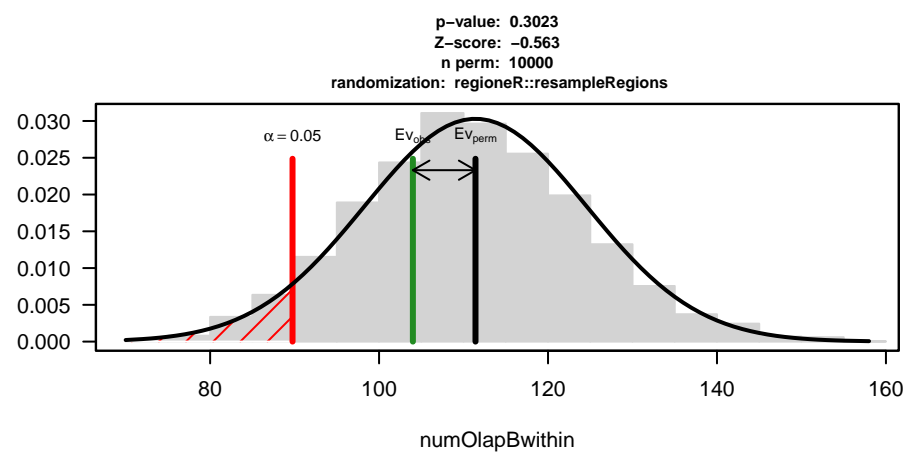 p−value: 0.3023
Z−score: −0.563
n perm: 10000
randomization: regioneR::resampleRegions
0.030
0.025
0.020
0.015
0.010
0.005
0.000
α = 0.05
Evobs
Evperm
80 100 120 140 160
numOlapBwithin